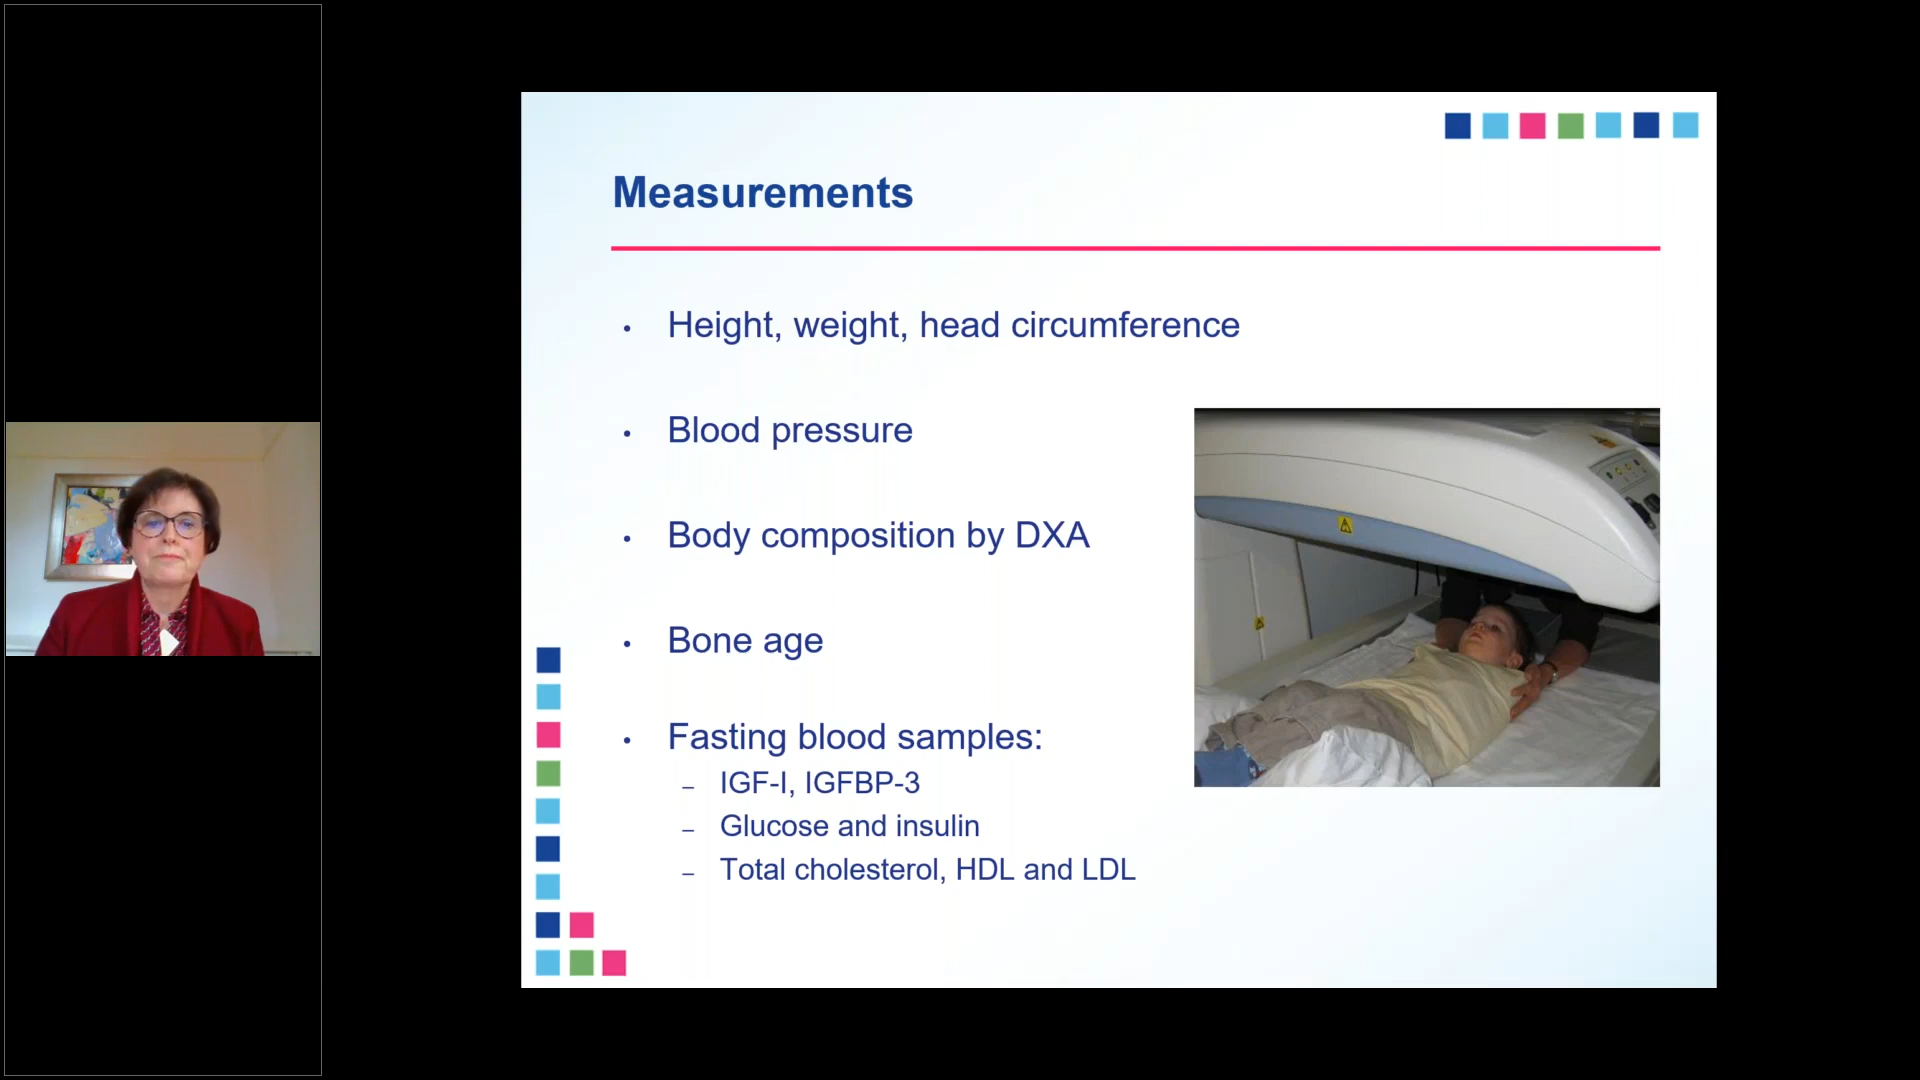 Measurements
• Height, weight, head circumference
• Blood pressure
• Body composition by DXA
• Bone age
• Fasting blood samples:
– IGF-I, IGFBP-3
– Glucose and insulin
– Total cholesterol, HDL and LDL